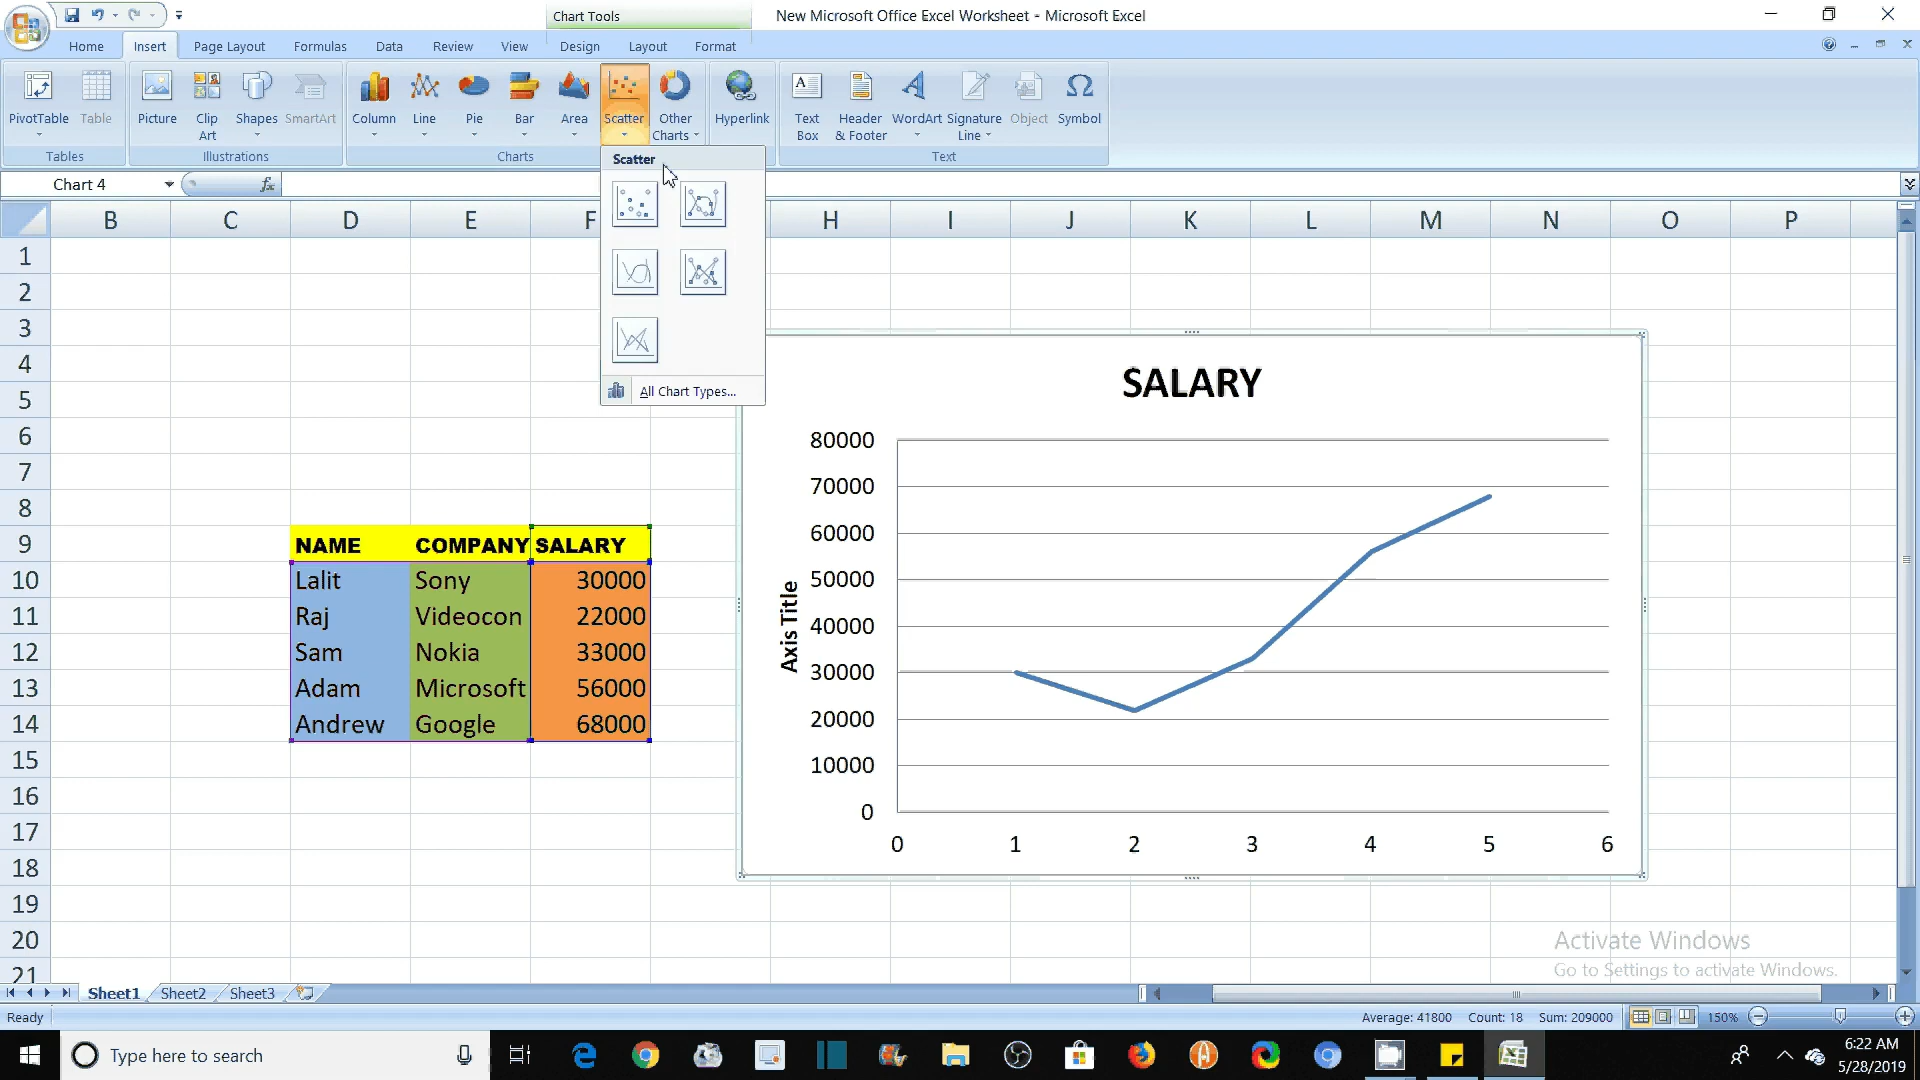 Chart Tools
New Microsoft Office Excel Worksheet - Microsoft Excel
Home Insert Page Layout Formulas Data Review View Design Layout Format
PivotTable Table Picture Clip Art Shapes SmartArt Column Line Pie Bar Area Scatter Other Charts Hyperlink Text Box Header & Footer WordArt Signature Line Object Symbol
Tables Illustrations Charts Text
Scatter
All Chart Types...
Chart 4 fx
B C D E F H I J K L M N O P
1
2
3
4
5
6
7
8
9 NAME COMPANY SALARY
10 Lalit Sony 30000
11 Raj Videocon 22000
12 Sam Nokia 33000
13 Adam Microsoft 56000
14 Andrew Google 68000
15
16
17
18
19
20
21
SALARY
Axis Title
80000
70000
60000
50000
40000
30000
20000
10000
0
0 1 2 3 4 5 6
Activate Windows
Go to Settings to activate Windows.
Sheet1 Sheet2 Sheet3
Ready Average: 41800 Count: 18 Sum: 209000 150%
Type here to search
6:22 AM
5/28/2019